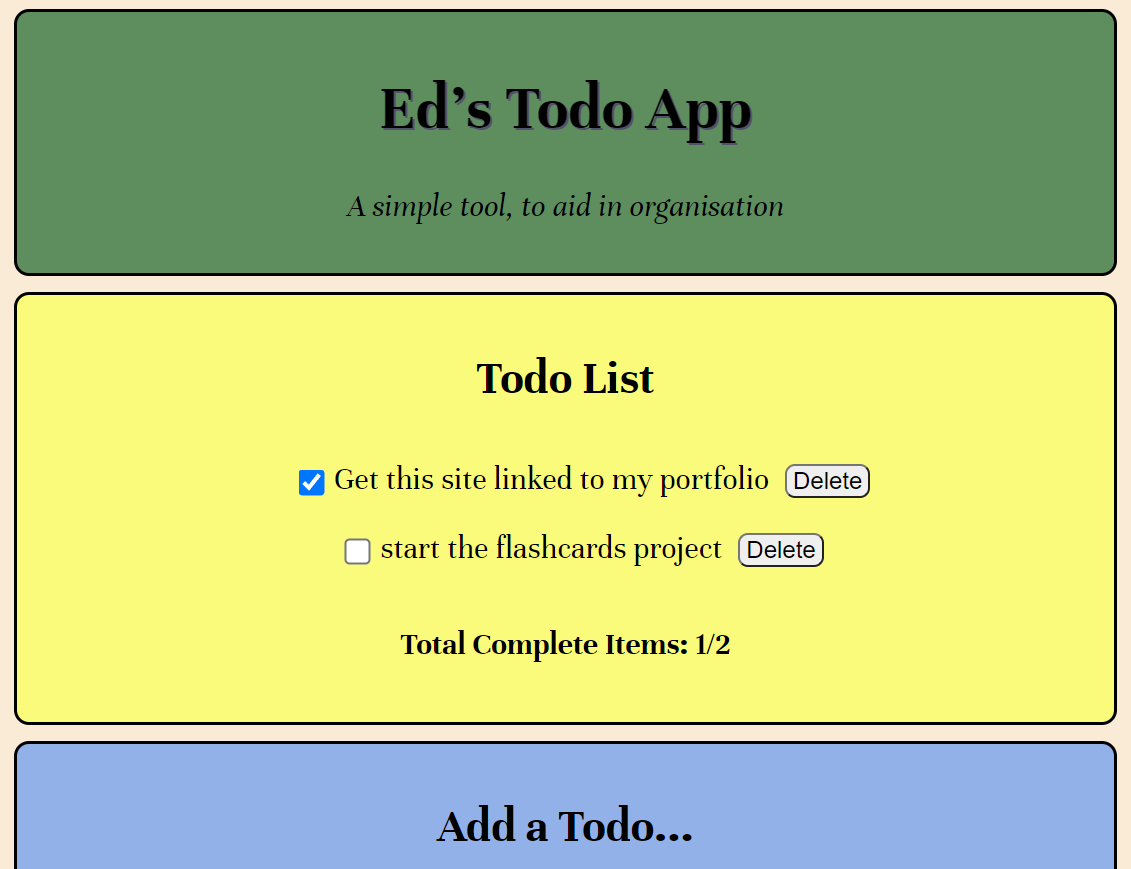 Ed’s Todo App
A simple tool, to aid in organisation
Todo List
Get this site linked to my portfolio Delete
start the flashcards project Delete
Total Complete Items: 1/2
Add a Todo...